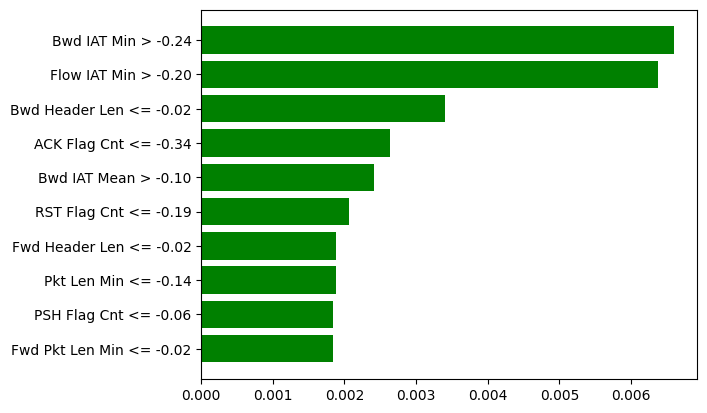 Bwd IAT Min > -0.24
Flow IAT Min > -0.20
Bwd Header Len <= -0.02
ACK Flag Cnt <= -0.34
Bwd IAT Mean > -0.10
RST Flag Cnt <= -0.19
Fwd Header Len <= -0.02
Pkt Len Min <= -0.14
PSH Flag Cnt <= -0.06
Fwd Pkt Len Min <= -0.02
0.000 0.001 0.002 0.003 0.004 0.005 0.006